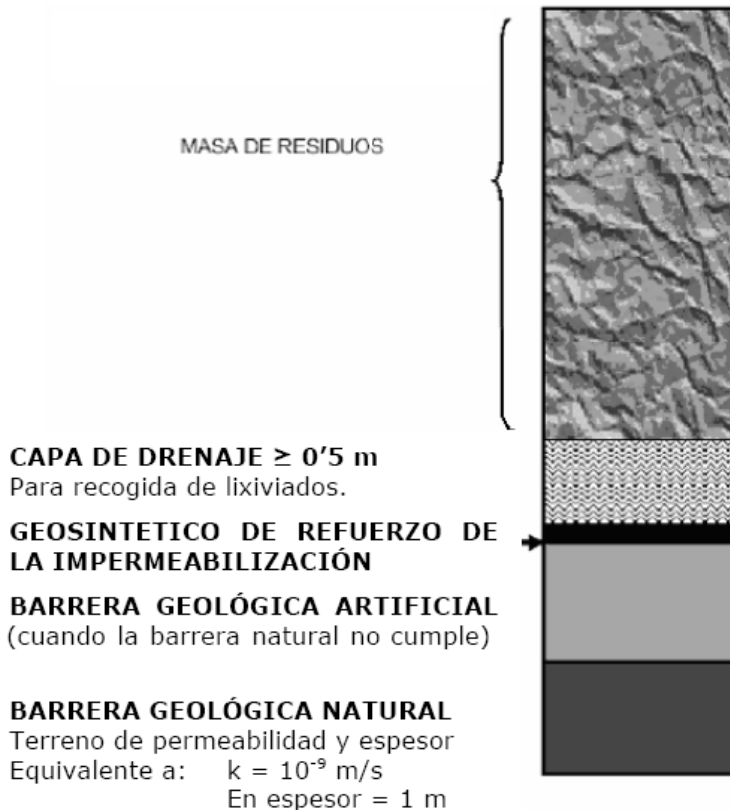 MASA DE RESIDUOS
CAPA DE DRENAJE ≥ 0'5 m
Para recogida de lixiviados.
GEOSINTETICO DE REFUERZO DE
LA IMPERMEABILIZACIÓN
BARRERA GEOLÓGICA ARTIFICIAL
(cuando la barrera natural no cumple)
BARRERA GEOLÓGICA NATURAL
Terreno de permeabilidad y espesor
Equivalente a: k = 10⁻⁹ m/s
En espesor = 1 m